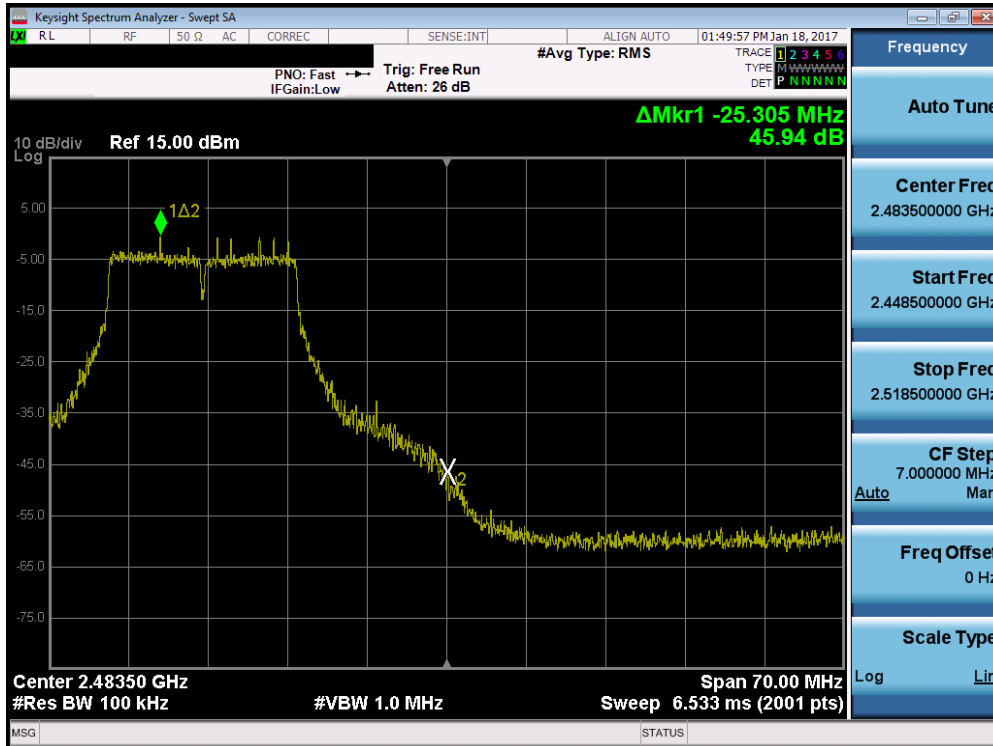 Keysight Spectrum Analyzer - Swept SA
LXI RL RF 50 Ω AC CORREC SENSE:INT ALIGN AUTO 01:49:57 PM Jan 18, 2017
PNO: Fast
IFGain:Low
Trig: Free Run
Atten: 26 dB
#Avg Type: RMS
TRACE 1 2 3 4 5 6
TYPE M WWWWW
DET P N N N N N
ΔMkr1 -25.305 MHz
45.94 dB
10 dB/div
Log
Ref 15.00 dBm
1Δ2
5.00
-5.00
-15.0
-25.0
-35.0
-45.0
-55.0
-65.0
-75.0
X2
Center 2.48350 GHz
Span 70.00 MHz
#Res BW 100 kHz
#VBW 1.0 MHz
Sweep 6.533 ms (2001 pts)
MSG
STATUS
Frequency
Auto Tune
Center Freq
2.483500000 GHz
Start Freq
2.448500000 GHz
Stop Freq
2.518500000 GHz
CF Step
7.000000 MHz
Auto Man
Freq Offset
0 Hz
Scale Type
Log Lin